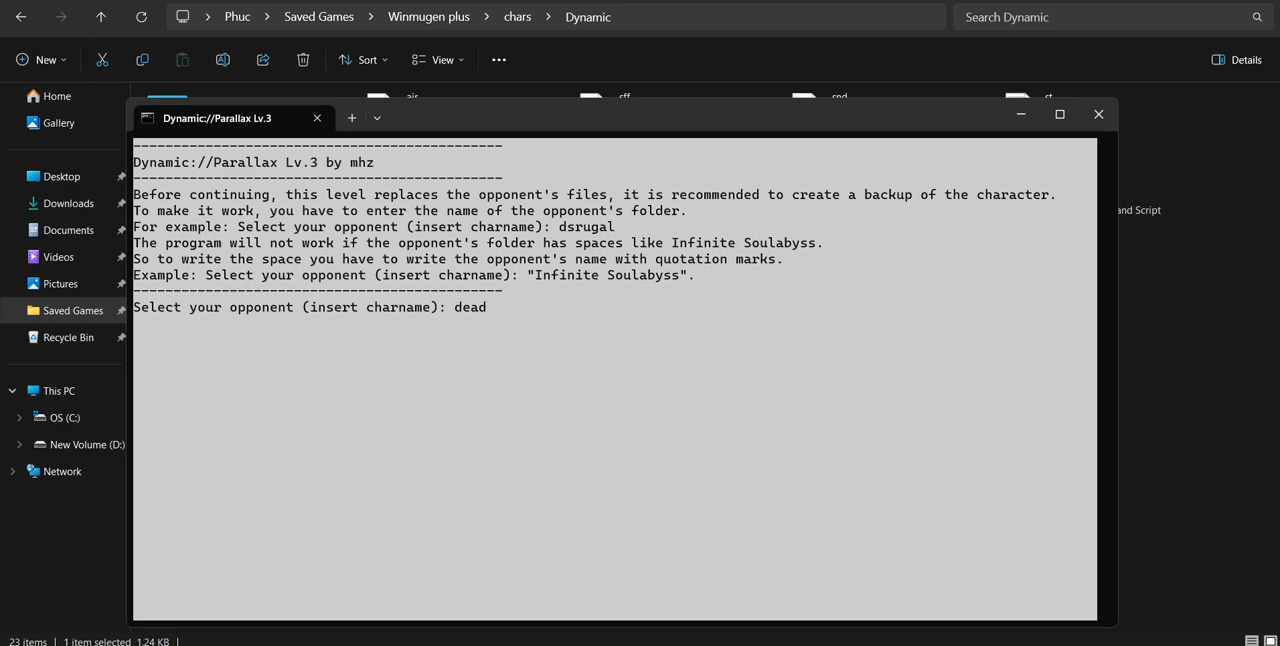 Phuc > Saved Games > Winmugen plus > chars > Dynamic
Search Dynamic
New
Sort
View
Details
Home
Gallery
Desktop
Downloads
Documents
Videos
Pictures
Saved Games
Recycle Bin
This PC
OS (C:)
New Volume (D:)
Network
air
sff
snd
st
and Script
Dynamic://Parallax Lv.3
----------------------------------------------
Dynamic://Parallax Lv.3 by mhz
----------------------------------------------
Before continuing, this level replaces the opponent's files, it is recommended to create a backup of the character.
To make it work, you have to enter the name of the opponent's folder.
For example: Select your opponent (insert charname): dsrugal
The program will not work if the opponent's folder has spaces like Infinite Soulabyss.
So to write the space you have to write the opponent's name with quotation marks.
Example: Select your opponent (insert charname): "Infinite Soulabyss".
----------------------------------------------
Select your opponent (insert charname): dead
23 items | 1 item selected 1.24 KB |